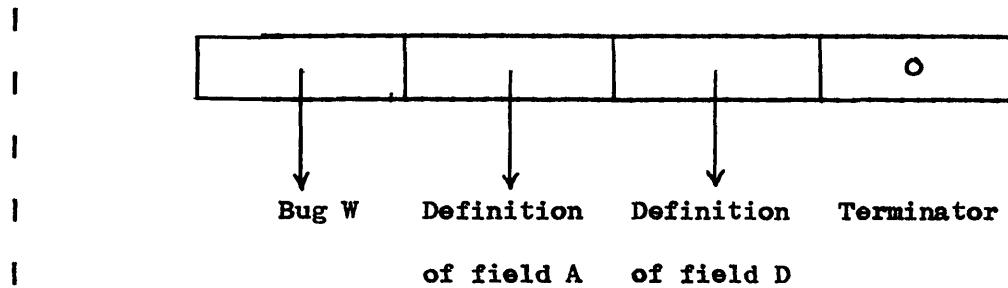 o
Bug W Definition Definition Terminator
of field A of field D